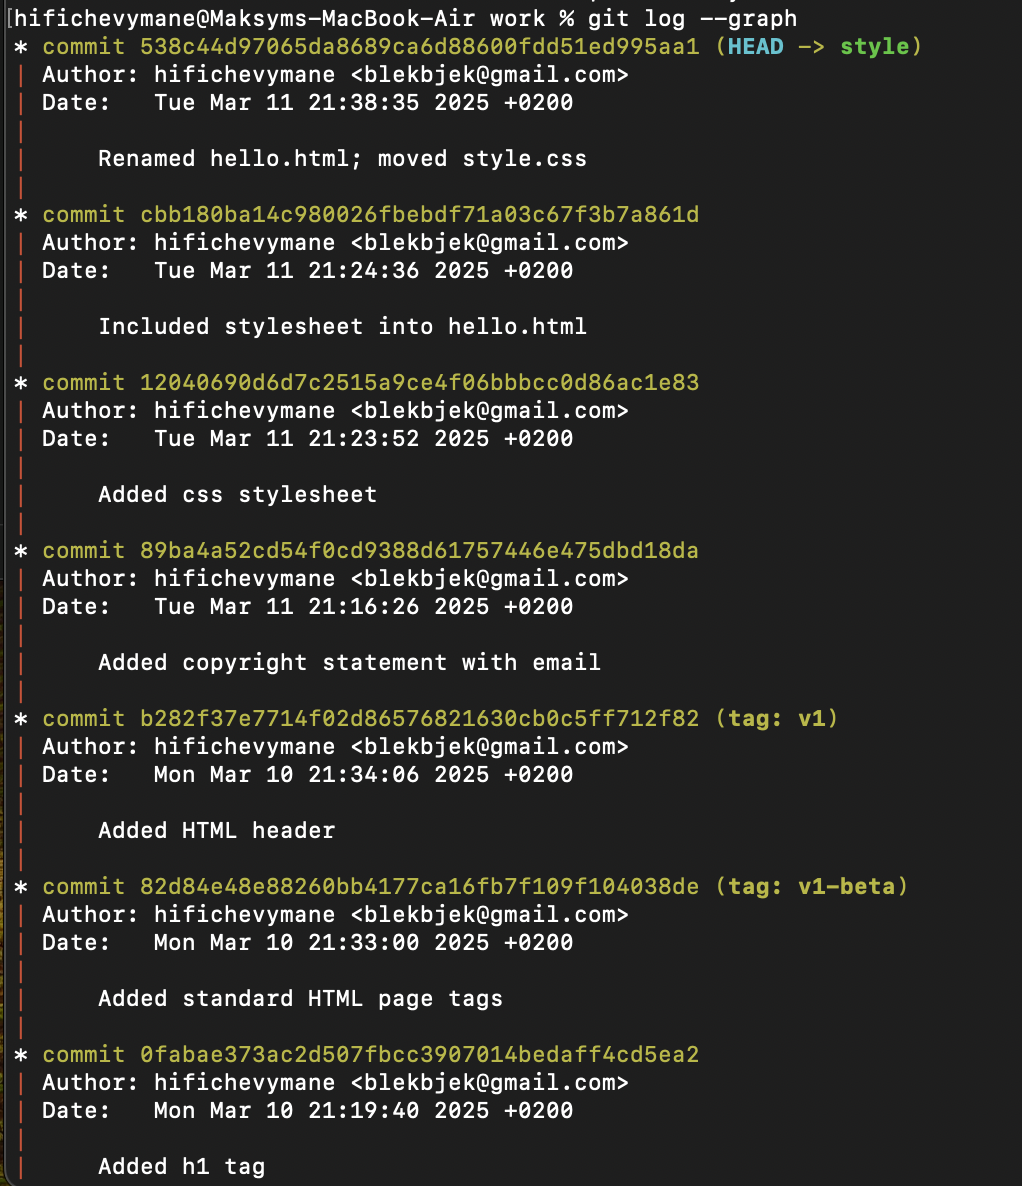 [hifichevymane@Maksyms-MacBook-Air work % git log --graph
* commit 538c44d97065da8689ca6d88600fdd51ed995aa1 (HEAD -> style)
| Author: hifichevymane <blekbjek@gmail.com>
| Date:   Tue Mar 11 21:38:35 2025 +0200
|
|     Renamed hello.html; moved style.css
|
* commit cbb180ba14c980026fbebdf71a03c67f3b7a861d
| Author: hifichevymane <blekbjek@gmail.com>
| Date:   Tue Mar 11 21:24:36 2025 +0200
|
|     Included stylesheet into hello.html
|
* commit 12040690d6d7c2515a9ce4f06bbbcc0d86ac1e83
| Author: hifichevymane <blekbjek@gmail.com>
| Date:   Tue Mar 11 21:23:52 2025 +0200
|
|     Added css stylesheet
|
* commit 89ba4a52cd54f0cd9388d61757446e475dbd18da
| Author: hifichevymane <blekbjek@gmail.com>
| Date:   Tue Mar 11 21:16:26 2025 +0200
|
|     Added copyright statement with email
|
* commit b282f37e7714f02d86576821630cb0c5ff712f82 (tag: v1)
| Author: hifichevymane <blekbjek@gmail.com>
| Date:   Mon Mar 10 21:34:06 2025 +0200
|
|     Added HTML header
|
* commit 82d84e48e88260bb4177ca16fb7f109f104038de (tag: v1-beta)
| Author: hifichevymane <blekbjek@gmail.com>
| Date:   Mon Mar 10 21:33:00 2025 +0200
|
|     Added standard HTML page tags
|
* commit 0fabae373ac2d507fbcc3907014bedaff4cd5ea2
| Author: hifichevymane <blekbjek@gmail.com>
| Date:   Mon Mar 10 21:19:40 2025 +0200
|
|     Added h1 tag